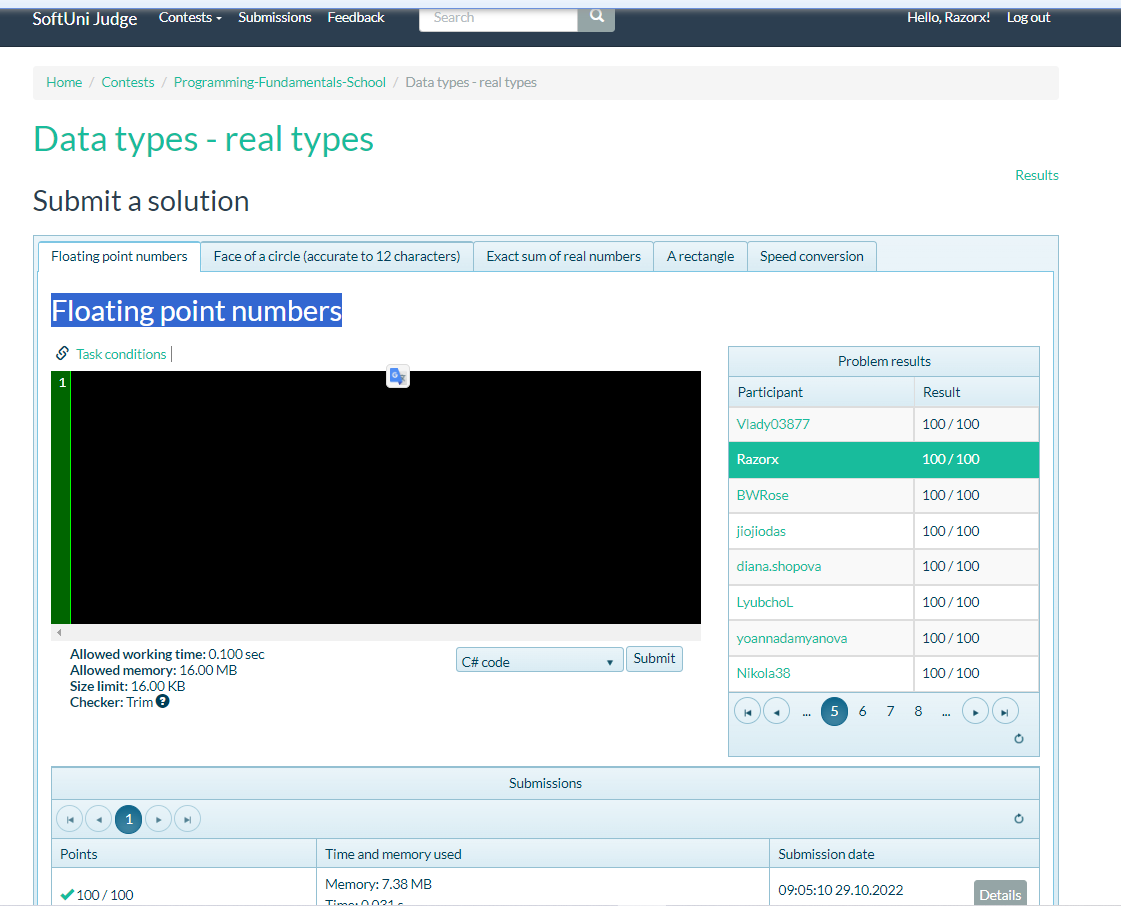 SoftUni Judge Contests Submissions Feedback Search Hello, Razorx! Log out
Home / Contests / Programming-Fundamentals-School / Data types - real types
Data types - real types
Results
Submit a solution
Floating point numbers Face of a circle (accurate to 12 characters) Exact sum of real numbers A rectangle Speed conversion
Floating point numbers
Task conditions |
1
Allowed working time: 0.100 sec
Allowed memory: 16.00 MB
Size limit: 16.00 KB
Checker: Trim ?
C# code Submit
Problem results
Participant Result
Vlady03877 100 / 100
Razorx 100 / 100
BWRose 100 / 100
jiojiodas 100 / 100
diana.shopova 100 / 100
LyubchoL 100 / 100
yoannadamyanova 100 / 100
Nikola38 100 / 100
... 5 6 7 8 ...
Submissions
1
Points Time and memory used Submission date
100 / 100 Memory: 7.38 MB 09:05:10 29.10.2022 Details
Time: 0.031 s